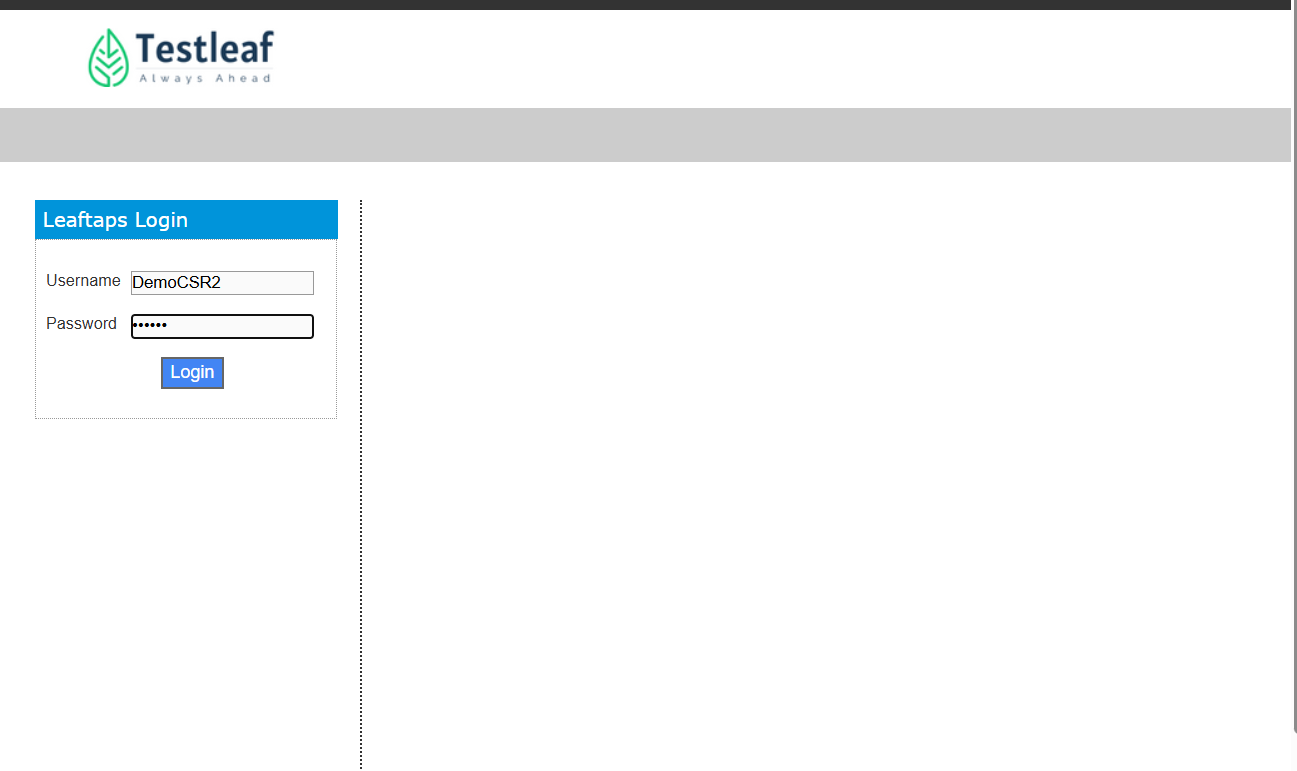 Testleaf
Always Ahead
Leaftaps Login
Username DemoCSR2
Password ••••••
Login